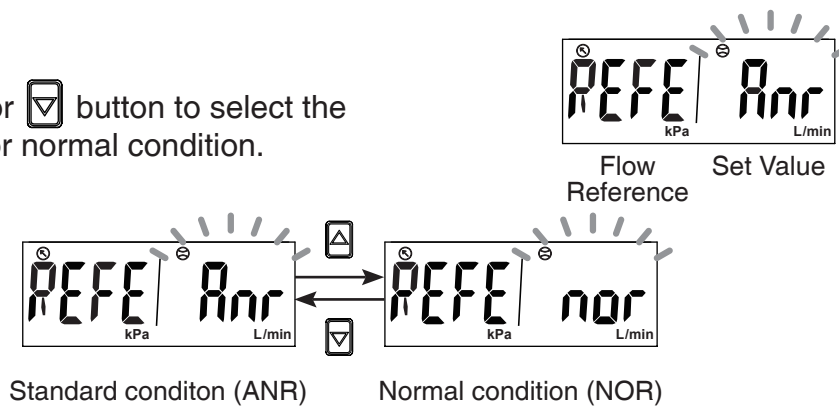 or ▽ button to select the
or normal condition.
REFE Anr
kPa L/min
Flow Reference
Set Value
REFE Anr
kPa L/min
△
▽
REFE nor
kPa L/min
Standard conditon (ANR)
Normal condition (NOR)